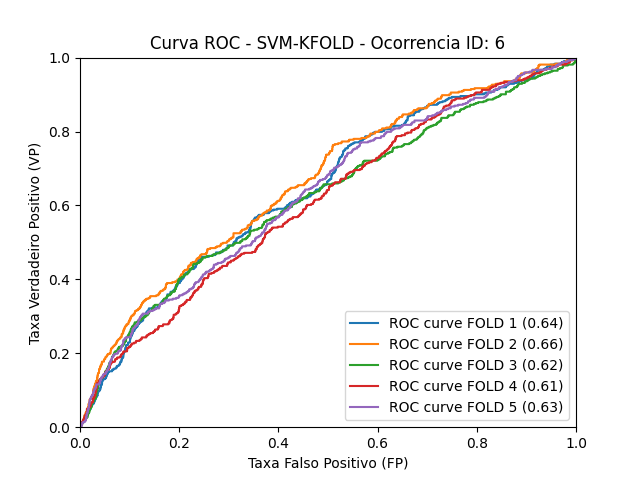 Curva ROC - SVM-KFOLD - Ocorrencia ID: 6
1.0
0.8
0.6
0.4
0.2
0.0
Taxa Verdadeiro Positivo (VP)
ROC curve FOLD 1 (0.64)
ROC curve FOLD 2 (0.66)
ROC curve FOLD 3 (0.62)
ROC curve FOLD 4 (0.61)
ROC curve FOLD 5 (0.63)
0.0 0.2 0.4 0.6 0.8 1.0
Taxa Falso Positivo (FP)